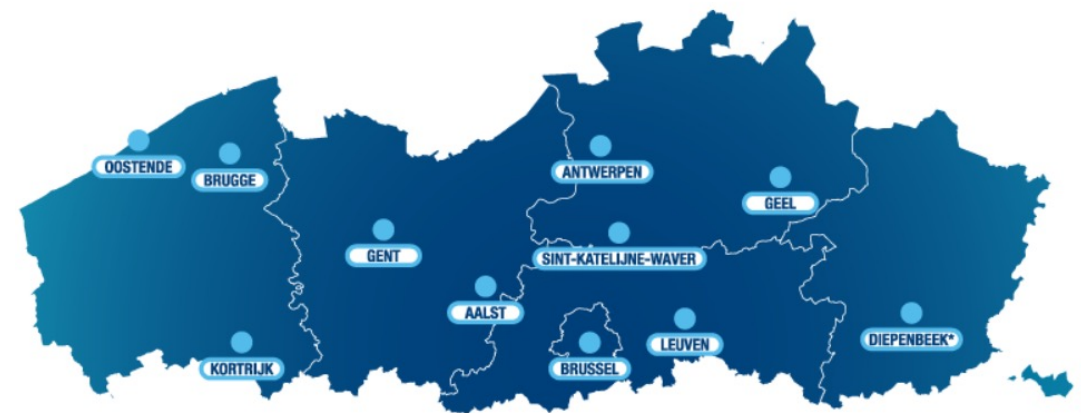 OOSTENDE
BRUGGE
ANTWERPEN
GEEL
GENT
SINT-KATELIJNE-WAVER
AALST
KORTRIJK
BRUSSEL
LEUVEN
DIEPENBEEK*